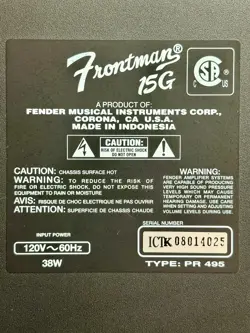 Frontman®
15G
CSA
C US
A PRODUCT OF:
FENDER MUSICAL INSTRUMENTS CORP.,
CORONA, CA U.S.A.
MADE IN INDONESIA
CAUTION:
RISK OF ELECTRIC SHOCK
DO NOT OPEN
CAUTION: CHASSIS SURFACE HOT
WARNING: TO REDUCE THE RISK OF
FIRE OR ELECTRIC SHOCK, DO NOT EXPOSE THIS
EQUIPMENT TO RAIN OR MOISTURE
AVIS: RISQUE DE CHOC ELECTRIQUE NE PAS OUVRIR
ATTENTION: SUPERFICIE DE CHASSIS CHAUDE
WARNING:
FENDER AMPLIFIER SYSTEMS
ARE CAPABLE OF PRODUCING
VERY HIGH SOUND PRESSURE
LEVELS WHICH MAY CAUSE
TEMPORARY OR PERMANENT
HEARING DAMAGE. USE CARE
WHEN SETTING AND ADJUSTING
VOLUME LEVELS DURING USE.
INPUT POWER
120V~60Hz
38W
SERIAL NUMBER
ICTK08014025
TYPE: PR 495